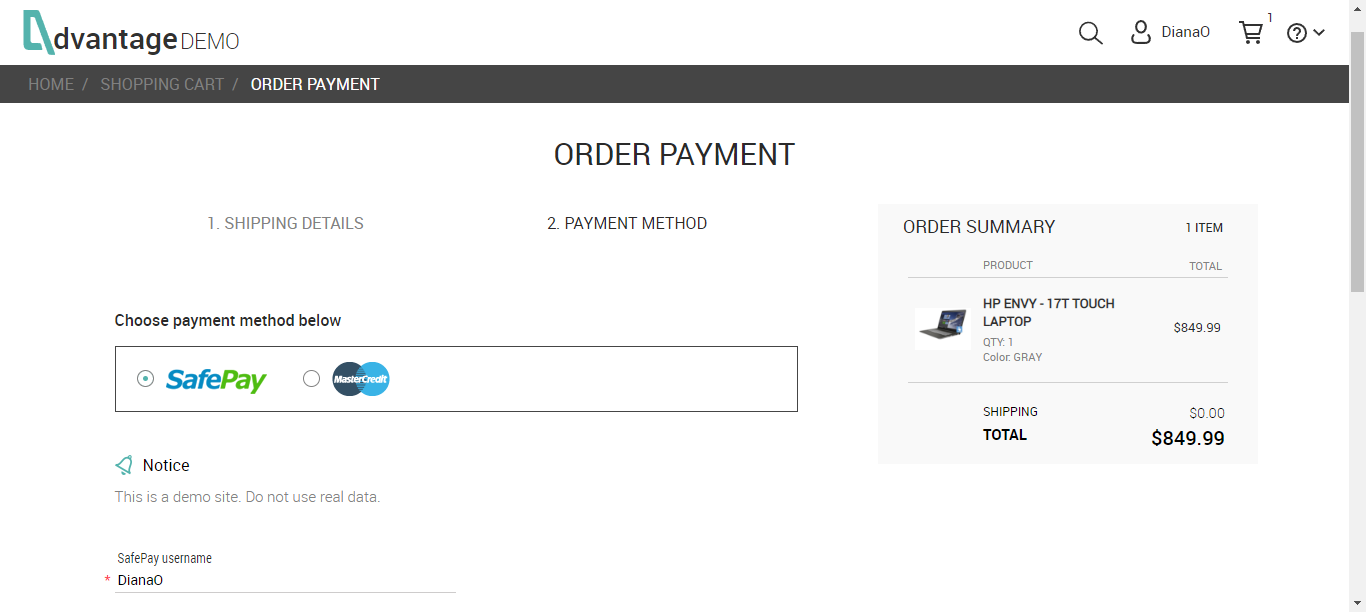 dvantage DEMO
DianaO
1
HOME / SHOPPING CART / ORDER PAYMENT
ORDER PAYMENT
1. SHIPPING DETAILS
2. PAYMENT METHOD
Choose payment method below
SafePay
MasterCredit
Notice
This is a demo site. Do not use real data.
SafePay username
* DianaO
ORDER SUMMARY
1 ITEM
PRODUCT
TOTAL
HP ENVY - 17T TOUCH
LAPTOP
$849.99
QTY: 1
Color: GRAY
SHIPPING
$0.00
TOTAL
$849.99